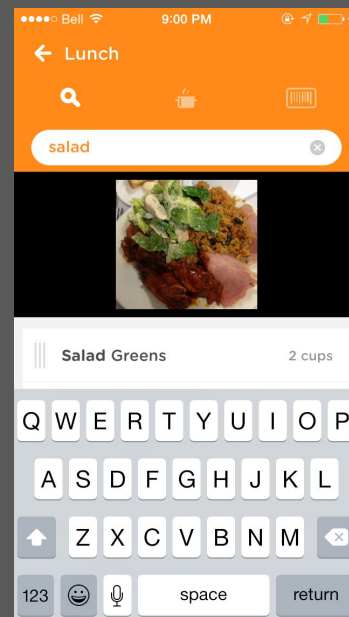 Bell 9:00 PM
Lunch
salad
Salad Greens 2 cups
Q W E R T Y U I O P
A S D F G H J K L
Z X C V B N M
123 space return